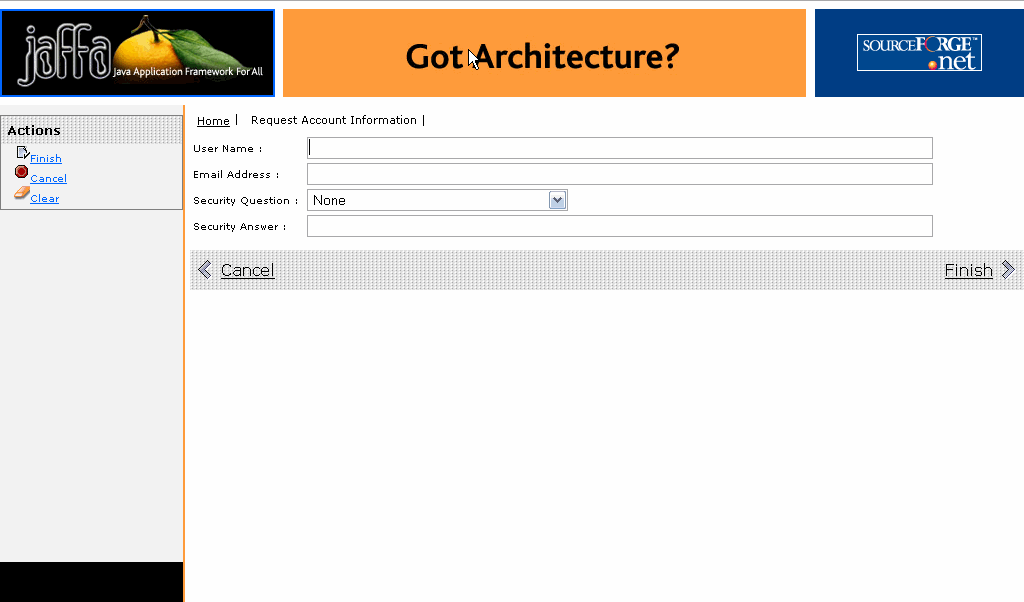 jaffa
Java Application Framework For All
Got Architecture?
SOURCEFORGE™
.net
Actions
Finish
Cancel
Clear
Home | Request Account Information |
User Name :
Email Address :
Security Question : None
Security Answer :
Cancel Finish